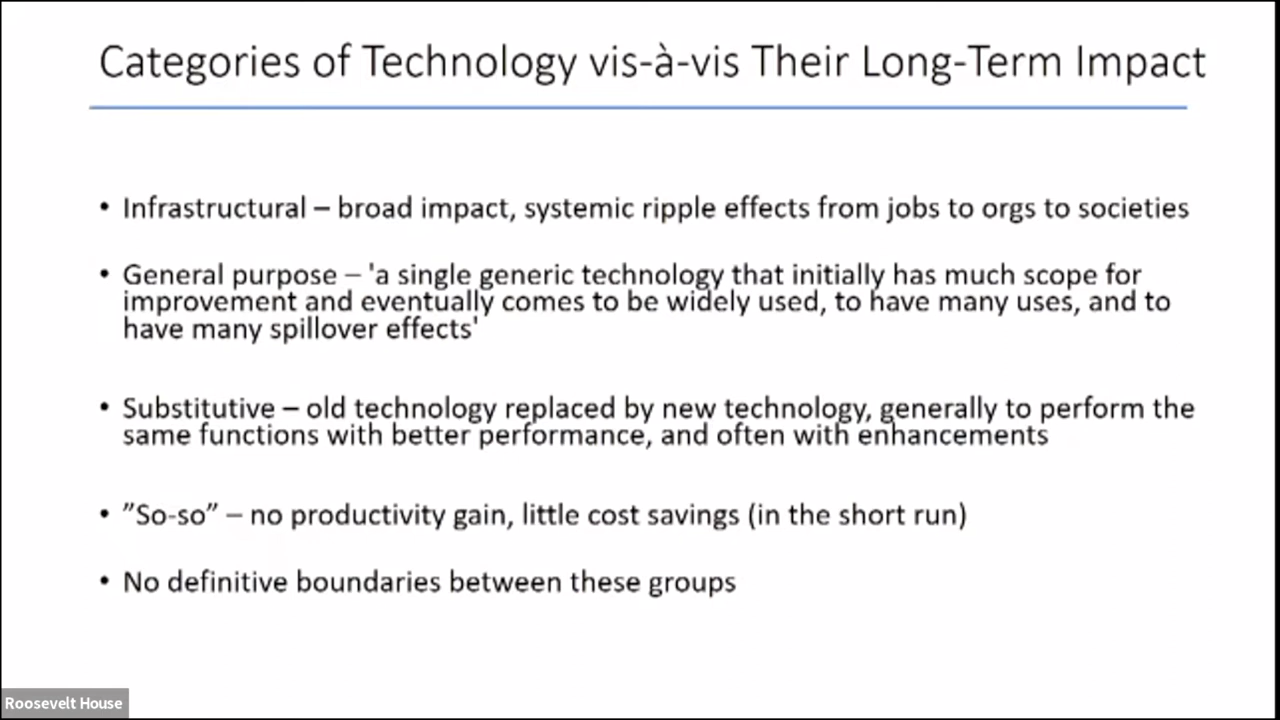 Categories of Technology vis-à-vis Their Long-Term Impact
• Infrastructural – broad impact, systemic ripple effects from jobs to orgs to societies
• General purpose – 'a single generic technology that initially has much scope for
improvement and eventually comes to be widely used, to have many uses, and to
have many spillover effects'
• Substitutive – old technology replaced by new technology, generally to perform the
same functions with better performance, and often with enhancements
• ”So-so” – no productivity gain, little cost savings (in the short run)
• No definitive boundaries between these groups
Roosevelt House